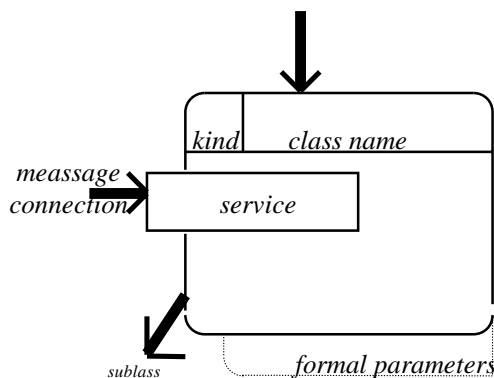 kind class name
meassage
connection
service
sublass
formal parameters